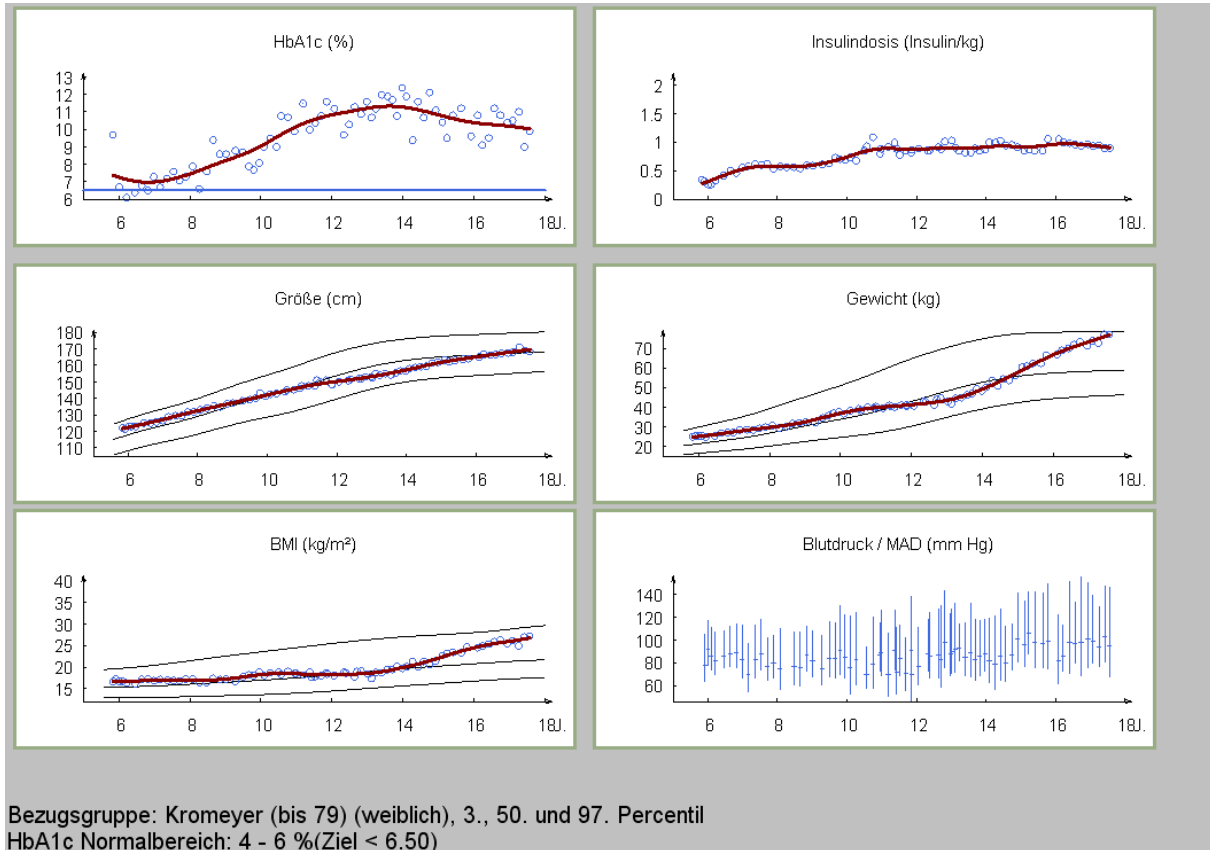 HbA1c (%)
13
12
11
10
9
8
7
6
6 8 10 12 14 16 18J.
Insulindosis (Insulin/kg)
2
1.5
1
0.5
0
6 8 10 12 14 16 18J.
Größe (cm)
180
170
160
150
140
130
120
110
6 8 10 12 14 16 18J.
Gewicht (kg)
70
60
50
40
30
20
6 8 10 12 14 16 18J.
BMI (kg/m²)
40
35
30
25
20
15
6 8 10 12 14 16 18J.
Blutdruck / MAD (mm Hg)
140
120
100
80
60
6 8 10 12 14 16 18J.
Bezugsgruppe: Kromeyer (bis 79) (weiblich), 3., 50. und 97. Percentil
HbA1c Normalbereich: 4 - 6 %(Ziel < 6.50)